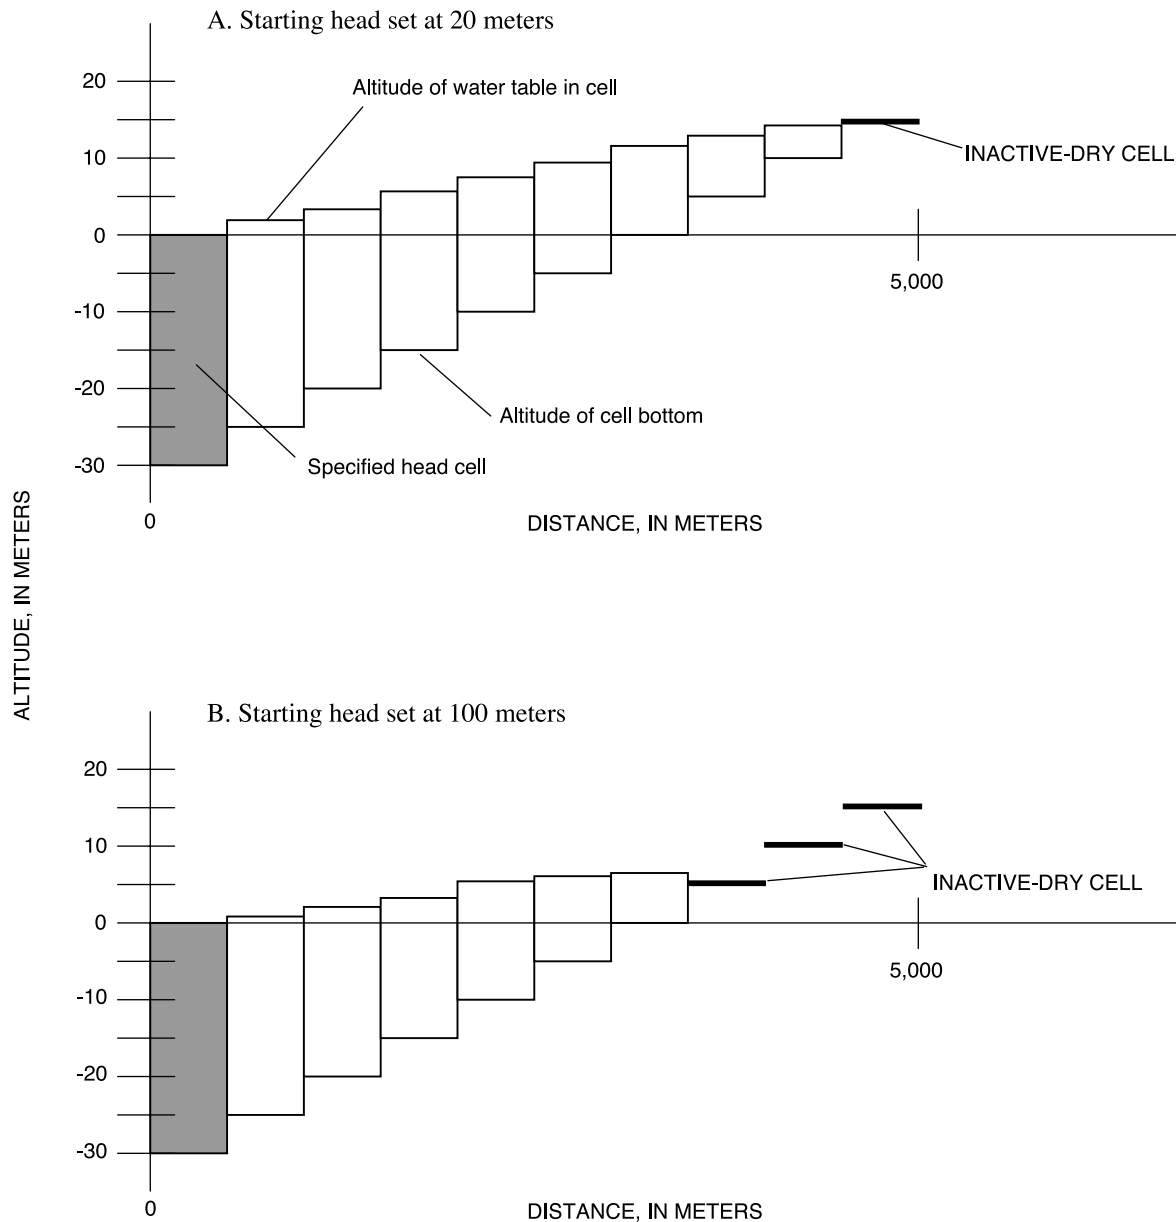 A. Starting head set at 20 meters
Altitude of water table in cell
20
10
0
-10
-20
-30
INACTIVE-DRY CELL
5,000
Altitude of cell bottom
Specified head cell
0
DISTANCE, IN METERS
ALTITUDE, IN METERS
B. Starting head set at 100 meters
20
10
0
-10
-20
-30
INACTIVE-DRY CELL
5,000
0
DISTANCE, IN METERS